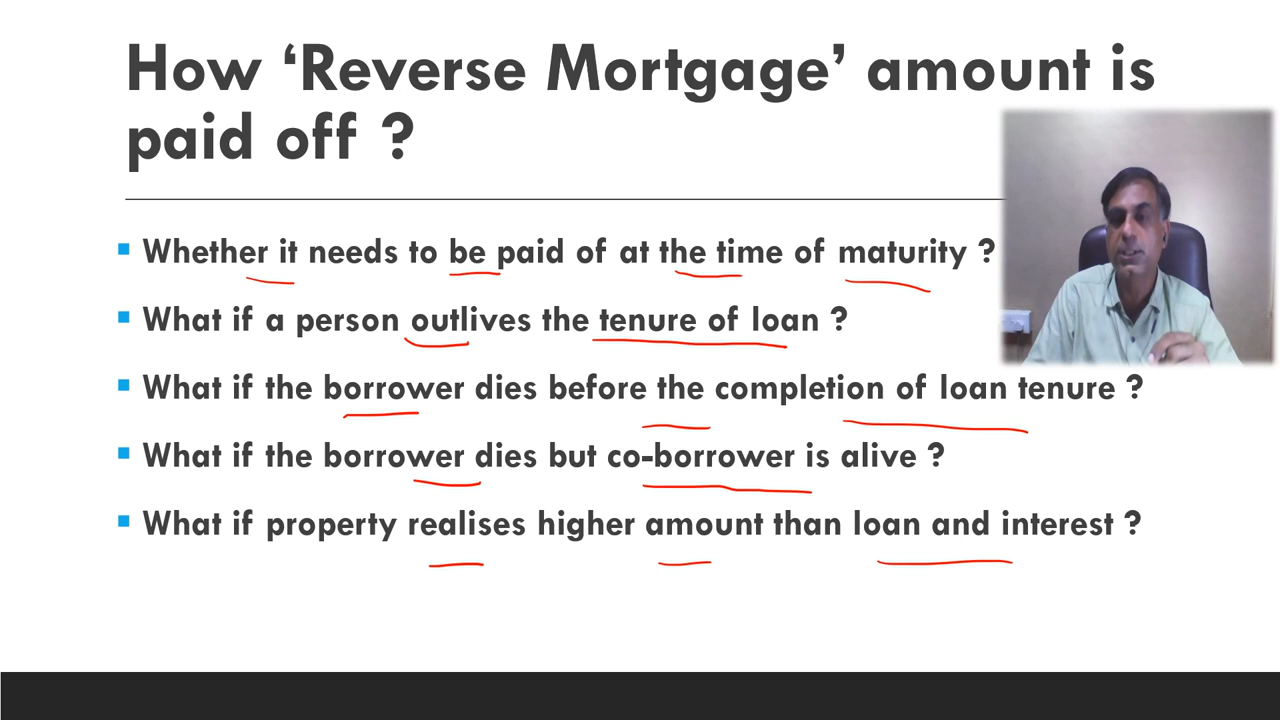 How ‘Reverse Mortgage’ amount is
paid off ?
Whether it needs to be paid of at the time of maturity ?
What if a person outlives the tenure of loan ?
What if the borrower dies before the completion of loan tenure ?
What if the borrower dies but co-borrower is alive ?
What if property realises higher amount than loan and interest ?